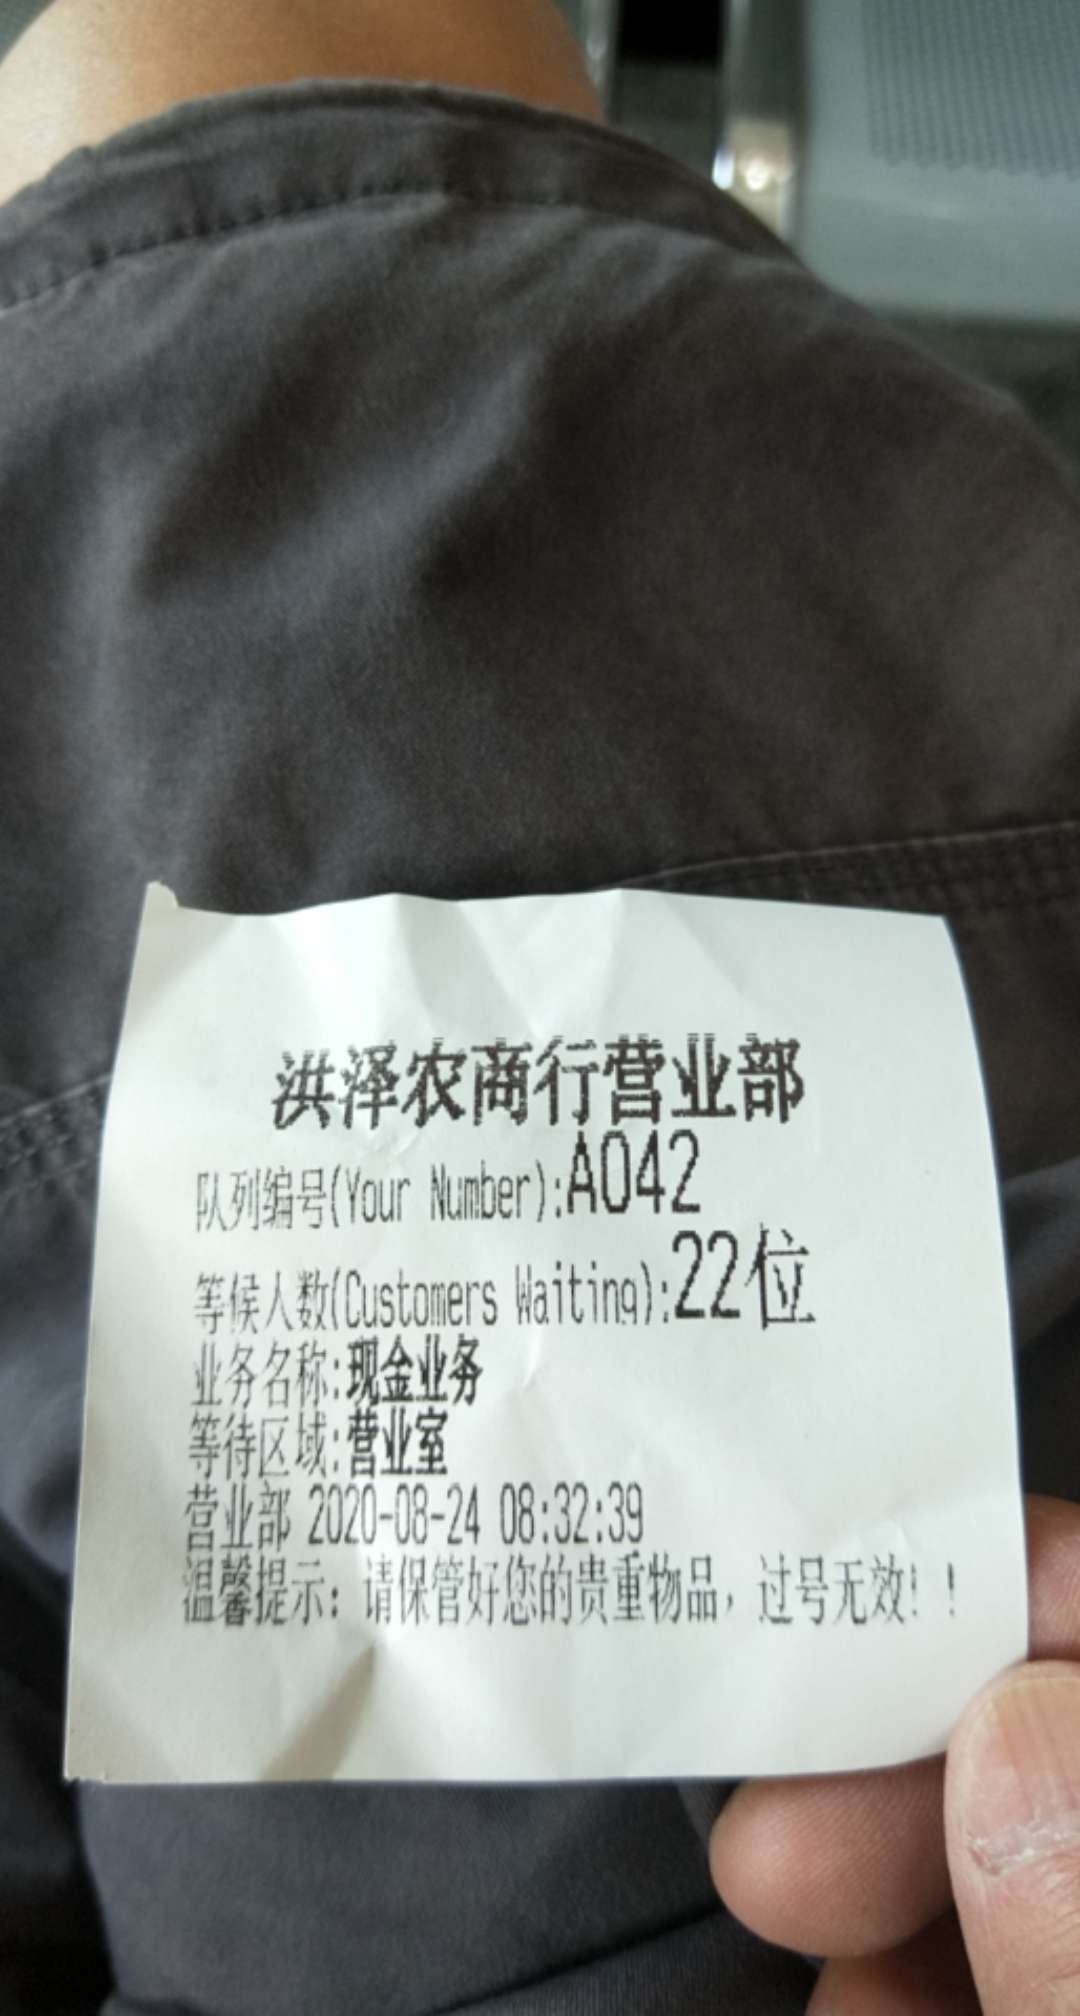 洪泽农商行营业部
队列编号(Your Number):A042
等候人数(Customers Waiting):22位
业务名称:现金业务
等待区域:营业室
营业部 2020-08-24 08:32:39
温馨提示：请保管好您的贵重物品，过号无效！！